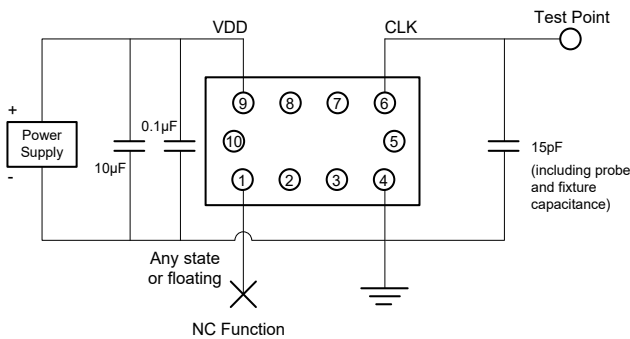 Test Point
VDD
CLK
+
Power
Supply
-
10µF
0.1µF
9
8
7
6
10
5
1
2
3
4
15pF
(including probe
and fixture
capacitance)
Any state
or floating
NC Function